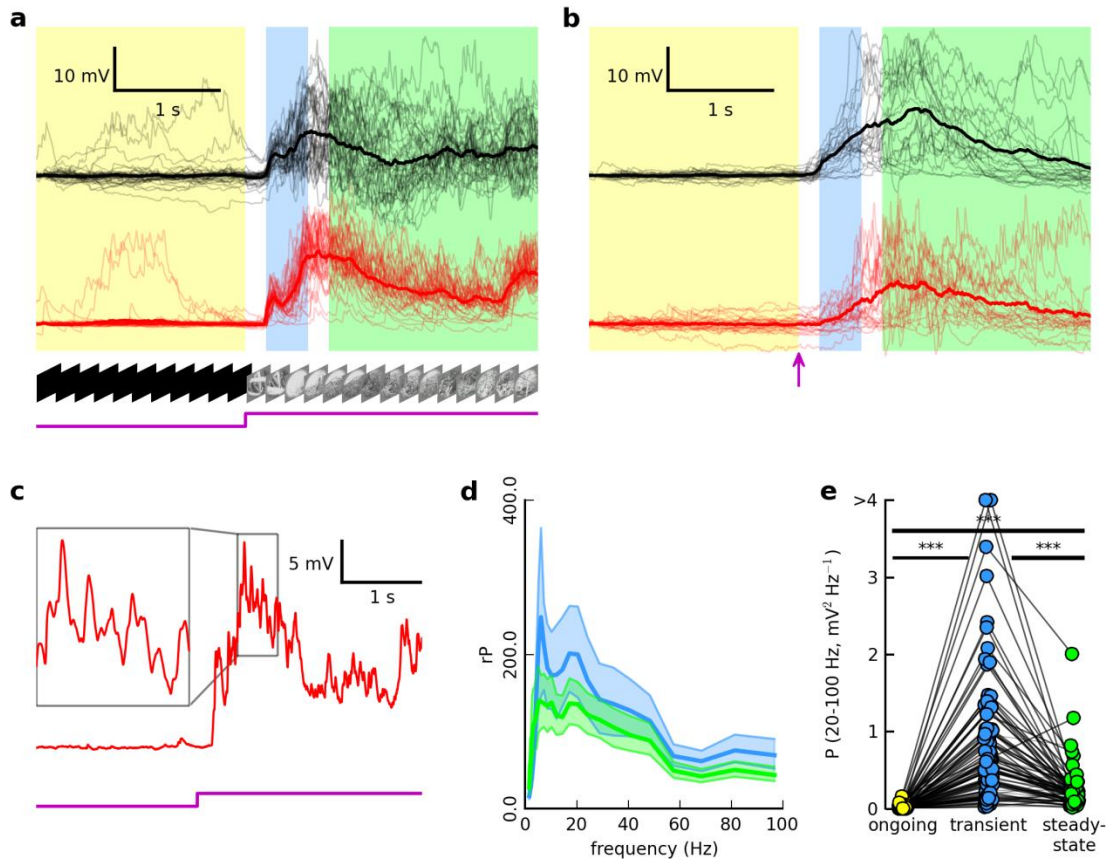 a
10 mV
1 s
b
10 mV
1 s
c
5 mV
1 s
d
400.0
200.0
0.0
rP
0 20 40 60 80 100
frequency (Hz)
e
>4
3
2
1
0
P (20-100 Hz, mV² Hz⁻¹)
***
*** ***
ongoing transient steady-
state